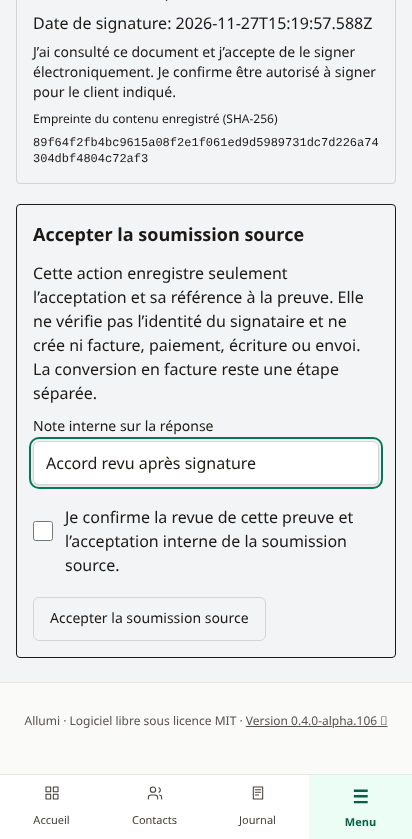 Date de signature: 2026-11-27T15:19:57.588Z
J’ai consulté ce document et j’accepte de le signer
électroniquement. Je confirme être autorisé à signer
pour le client indiqué.
Empreinte du contenu enregistré (SHA-256)
89f64f2fb4bc9615a08f2e1f061ed9d5989731dc7d226a74
304dbf4804c72af3
Accepter la soumission source
Cette action enregistre seulement
l’acceptation et sa référence à la preuve. Elle
ne vérifie pas l’identité du signataire et ne
crée ni facture, paiement, écriture ou envoi.
La conversion en facture reste une étape
séparée.
Note interne sur la réponse
Accord revu après signature
Je confirme la revue de cette preuve et
l’acceptation interne de la soumission
source.
Accepter la soumission source
Allumi · Logiciel libre sous licence MIT · Version 0.4.0-alpha.106
Accueil
Contacts
Journal
Menu